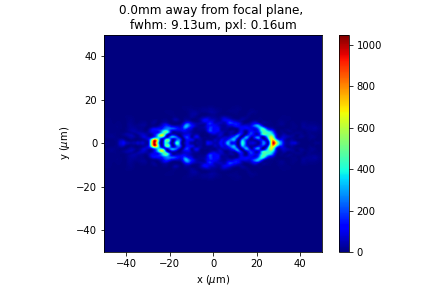 0.0mm away from focal plane,
fwhm: 9.13um, pxl: 0.16um
40
20
0
−20
−40
y (μm)
−40 −20 0 20 40
x (μm)
1000
800
600
400
200
0